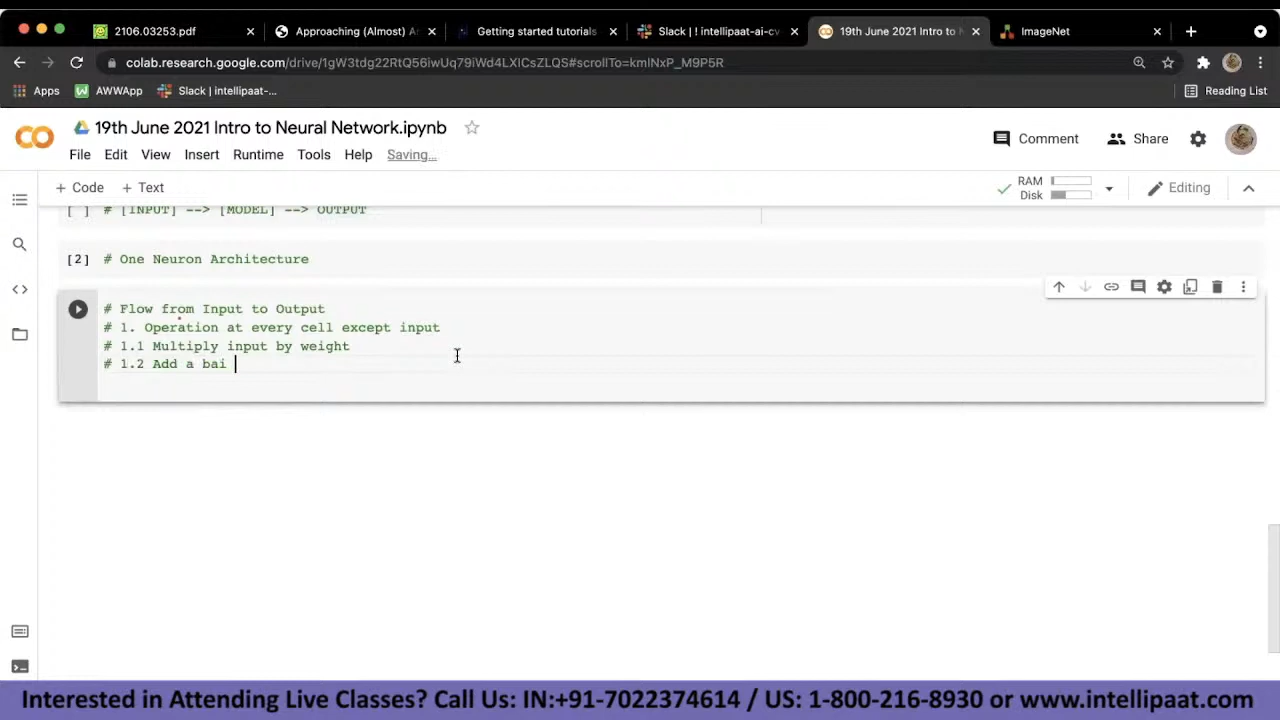 2106.03253.pdf
Approaching (Almost) A
Getting started tutorials
Slack | ! intellipaat-ai-cv
19th June 2021 Intro to N
ImageNet
colab.research.google.com/drive/1gW3tdg22RtQ56iwUq79iWd4LXICsZLQS#scrollTo=kmINxP_M9P5R
Apps
AWWApp
Slack | intellipaat-...
Reading List
19th June 2021 Intro to Neural Network.ipynb
File Edit View Insert Runtime Tools Help Saving...
Comment
Share
+ Code + Text
RAM
Disk
Editing
[ ] # [INPUT] --> [MODEL] --> OUTPUT
[2] # One Neuron Architecture
# Flow from Input to Output
# 1. Operation at every cell except input
# 1.1 Multiply input by weight
# 1.2 Add a bai
Interested in Attending Live Classes? Call Us: IN:+91-7022374614 / US: 1-800-216-8930 or www.intellipaat.com